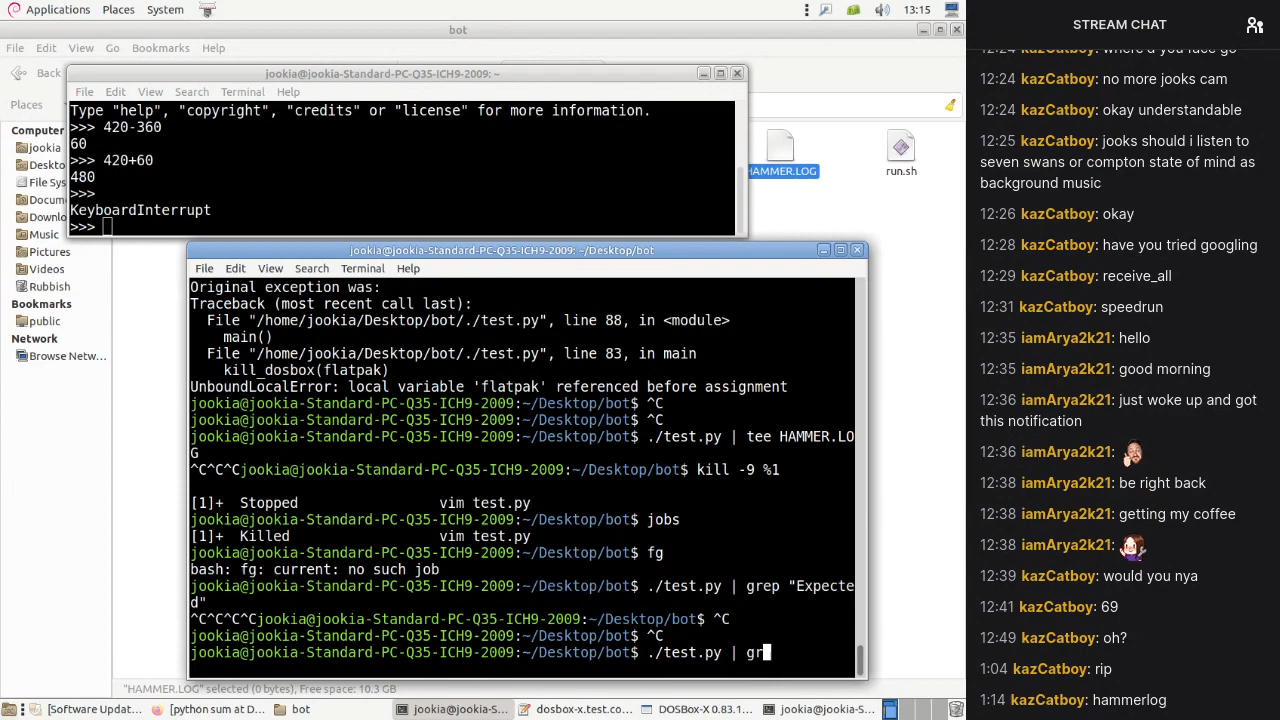 Applications Places System 13:15
bot
File Edit View Go Bookmarks Help
Back
Places
Computer
jookia
Deskto
File Sys
Docum
Downlo
Music
Pictures
Videos
Rubbish
Bookmarks
public
Network
Browse Netw...
HAMMER.LOG
run.sh
jookia@jookia-Standard-PC-Q35-ICH9-2009: ~
File Edit View Search Terminal Help
Type "help", "copyright", "credits" or "license" for more information.
>>> 420-360
60
>>> 420+60
480
>>>
KeyboardInterrupt
>>>
jookia@jookia-Standard-PC-Q35-ICH9-2009: ~/Desktop/bot
File Edit View Search Terminal Help
Original exception was:
Traceback (most recent call last):
File "/home/jookia/Desktop/bot/./test.py", line 88, in <module>
main()
File "/home/jookia/Desktop/bot/./test.py", line 83, in main
kill_dosbox(flatpak)
UnboundLocalError: local variable 'flatpak' referenced before assignment
jookia@jookia-Standard-PC-Q35-ICH9-2009:~/Desktop/bot$ ^C
jookia@jookia-Standard-PC-Q35-ICH9-2009:~/Desktop/bot$ ^C
jookia@jookia-Standard-PC-Q35-ICH9-2009:~/Desktop/bot$ ./test.py | tee HAMMER.LO
G
^C^C^Cjookia@jookia-Standard-PC-Q35-ICH9-2009:~/Desktop/bot$ kill -9 %1
[1]+ Stopped vim test.py
jookia@jookia-Standard-PC-Q35-ICH9-2009:~/Desktop/bot$ jobs
[1]+ Killed vim test.py
jookia@jookia-Standard-PC-Q35-ICH9-2009:~/Desktop/bot$ fg
bash: fg: current: no such job
jookia@jookia-Standard-PC-Q35-ICH9-2009:~/Desktop/bot$ ./test.py | grep "Expecte
d"
^C^C^C^Cjookia@jookia-Standard-PC-Q35-ICH9-2009:~/Desktop/bot$ ^C
jookia@jookia-Standard-PC-Q35-ICH9-2009:~/Desktop/bot$ ^C
jookia@jookia-Standard-PC-Q35-ICH9-2009:~/Desktop/bot$ ./test.py | gr
"HAMMER.LOG" (0 bytes), Free space: 10.3 GB
[Software Updat... [python sum at D... bot jookia@jookia-S... dosbox-x.test.co... DOSBox-X 0.83.1... jookia@jookia-S...
STREAM CHAT
12:24 kazCatboy: where'd you face go
12:24 kazCatboy: no more jooks cam
12:24 kazCatboy: okay understandable
12:25 kazCatboy: jooks should i listen to
seven swans or compton state of mind as
background music
12:26 kazCatboy: okay
12:28 kazCatboy: have you tried googling
12:29 kazCatboy: receive_all
12:31 kazCatboy: speedrun
12:35 iamArya2k21: hello
12:35 iamArya2k21: good morning
12:36 iamArya2k21: just woke up and got
this notification
12:36 iamArya2k21:
12:38 iamArya2k21: be right back
12:38 iamArya2k21: getting my coffee
12:38 iamArya2k21:
12:39 kazCatboy: would you nya
12:41 kazCatboy: 69
12:49 kazCatboy: oh?
1:04 kazCatboy: rip
1:14 kazCatboy: hammerlog